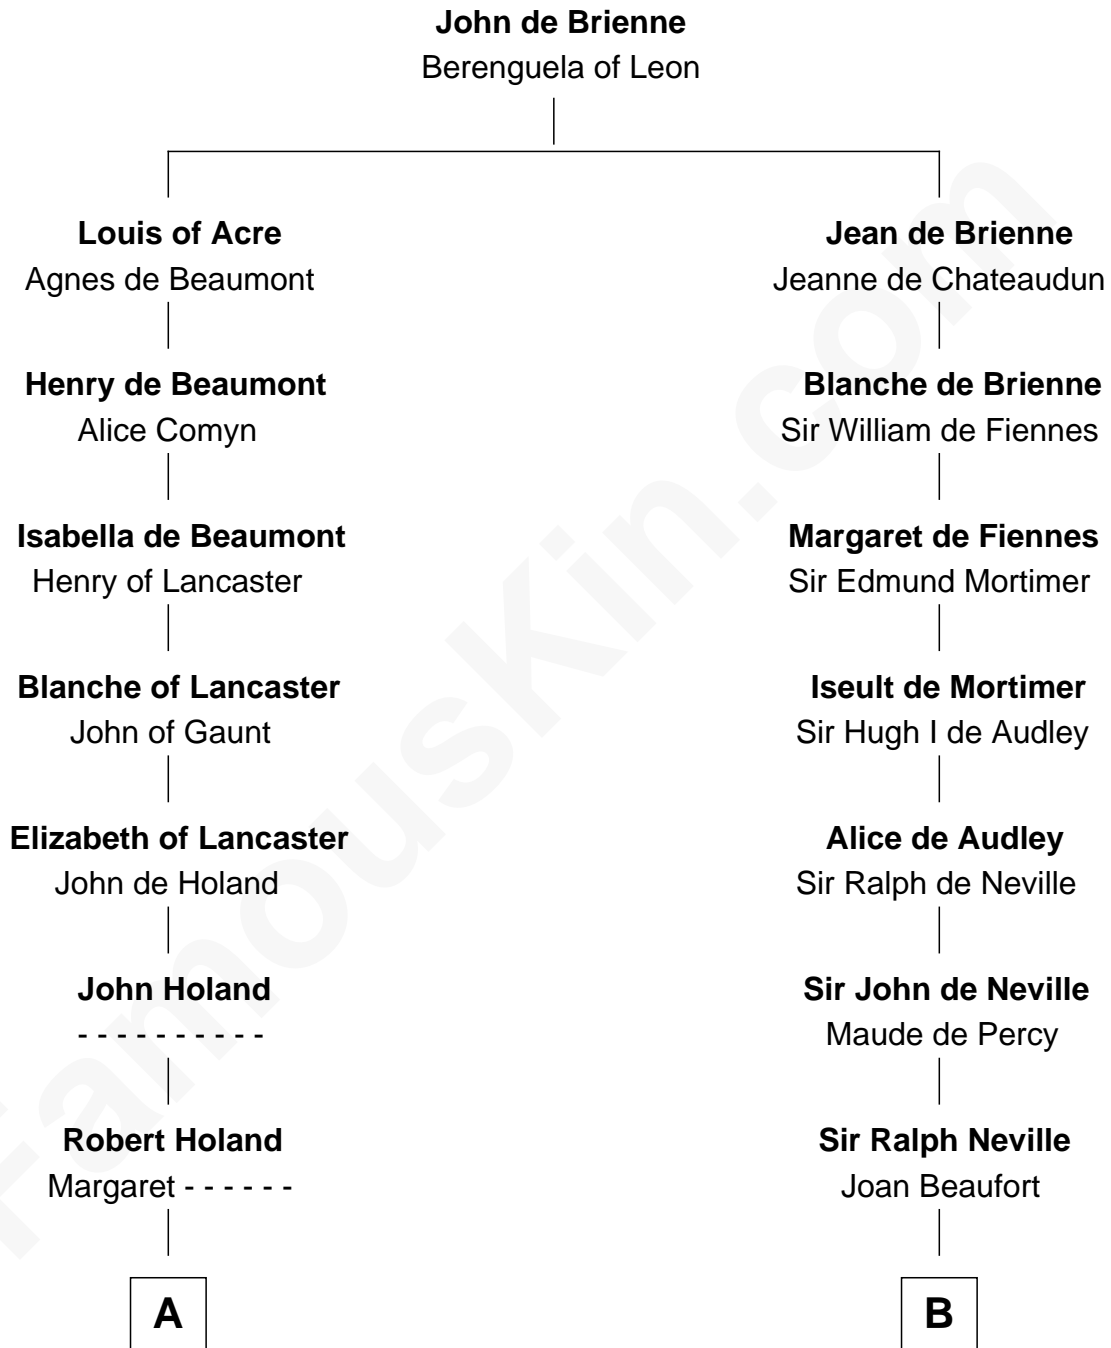 John de Brienne
Berenguela of Leon
Louis of Acre
Agnes de Beaumont
Jean de Brienne
Jeanne de Chateaudun
Henry de Beaumont
Alice Comyn
Blanche de Brienne
Sir William de Fiennes
Isabella de Beaumont
Henry of Lancaster
Margaret de Fiennes
Sir Edmund Mortimer
Blanche of Lancaster
John of Gaunt
Iseult de Mortimer
Sir Hugh I de Audley
Elizabeth of Lancaster
John de Holand
Alice de Audley
Sir Ralph de Neville
John Holand
- - - - - - - - - -
Sir John de Neville
Maude de Percy
Robert Holand
Margaret - - - - - -
Sir Ralph Neville
Joan Beaufort
A
B
FamousKin.com